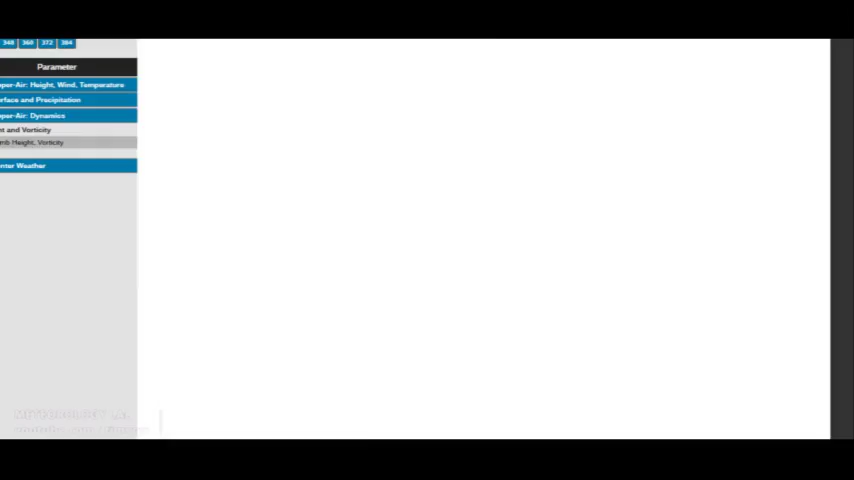 348 360 372 384
Parameter
per-Air: Height, Wind, Temperature
rface and Precipitation
per-Air: Dynamics
nt and Vorticity
mb Height, Vorticity
nter Weather